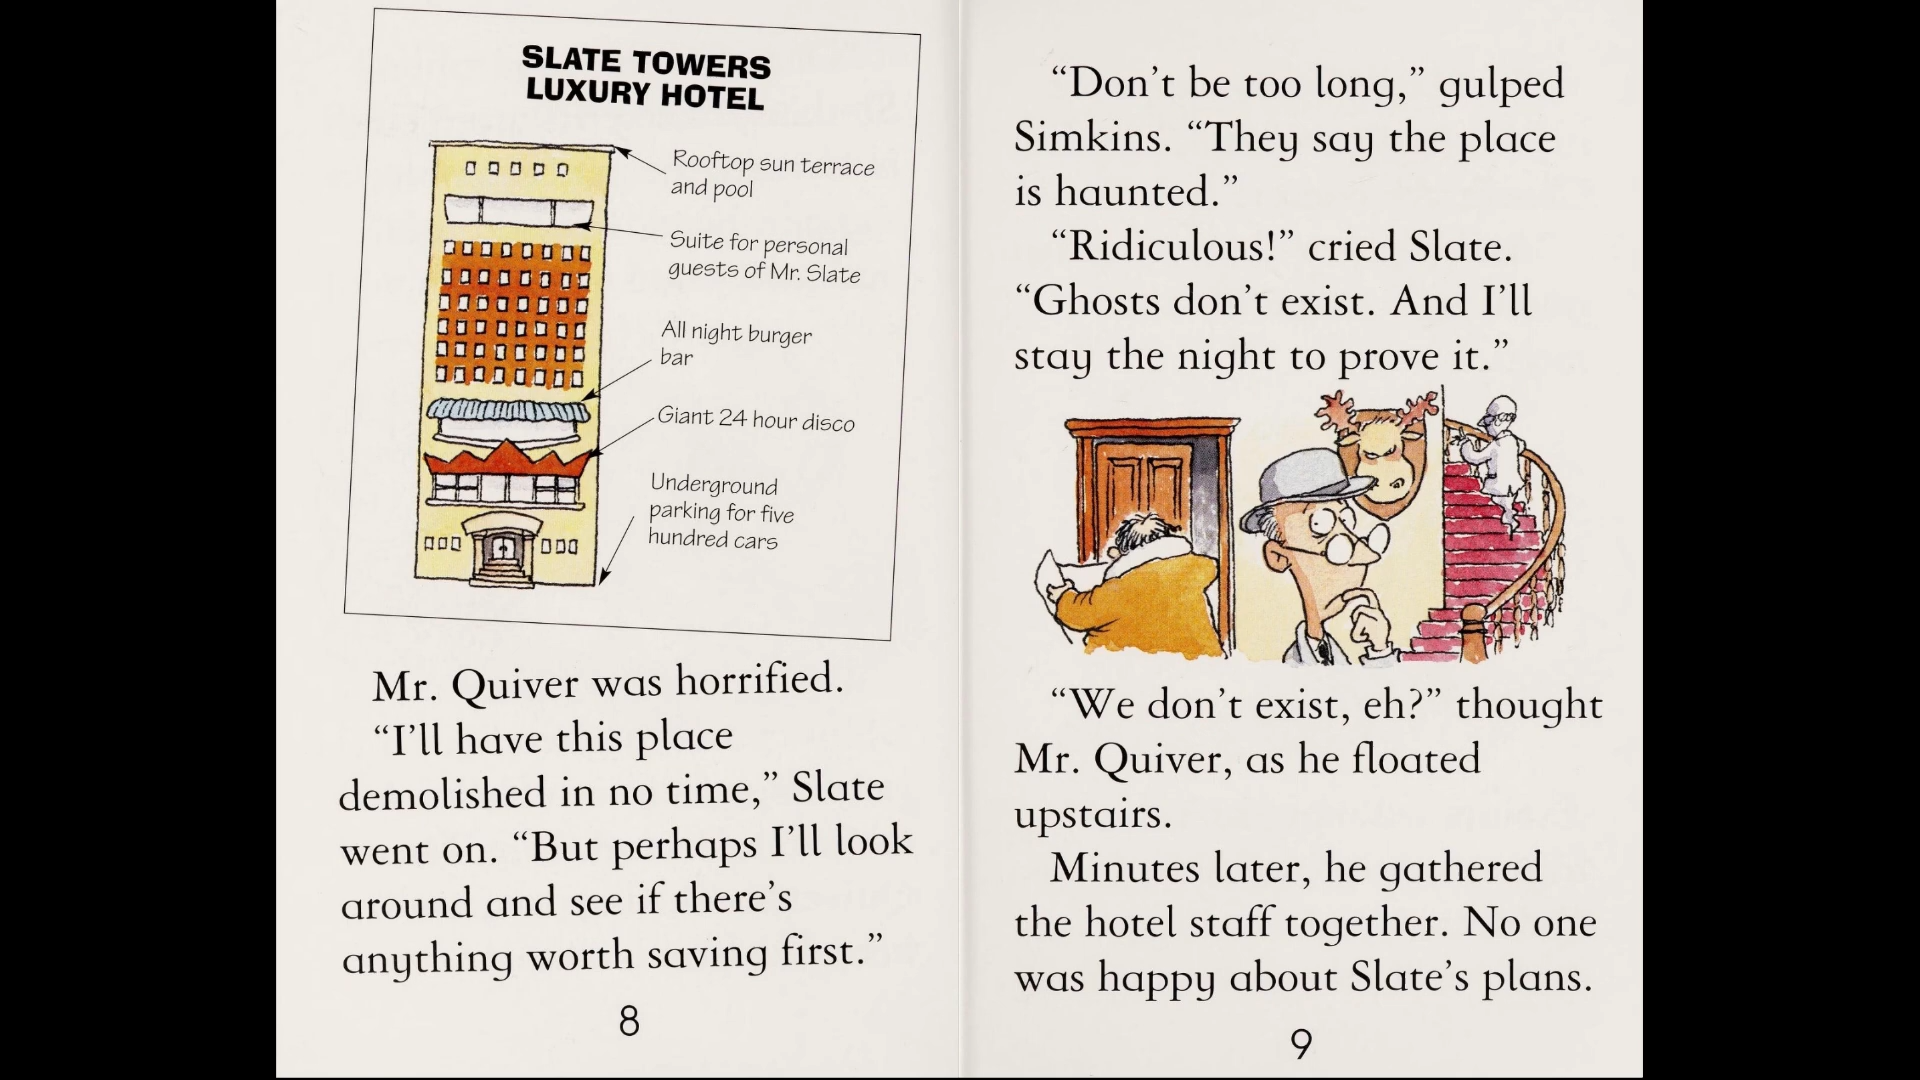 SLATE TOWERS
LUXURY HOTEL
Rooftop sun terrace
and pool
Suite for personal
guests of Mr. Slate
All night burger
bar
Giant 24 hour disco
Underground
parking for five
hundred cars
Mr. Quiver was horrified.
“I’ll have this place
demolished in no time,” Slate
went on. “But perhaps I’ll look
around and see if there’s
anything worth saving first.”
8
“Don’t be too long,” gulped
Simkins. “They say the place
is haunted.”
“Ridiculous!” cried Slate.
“Ghosts don’t exist. And I’ll
stay the night to prove it.”
“We don’t exist, eh?” thought
Mr. Quiver, as he floated
upstairs.
Minutes later, he gathered
the hotel staff together. No one
was happy about Slate’s plans.
9